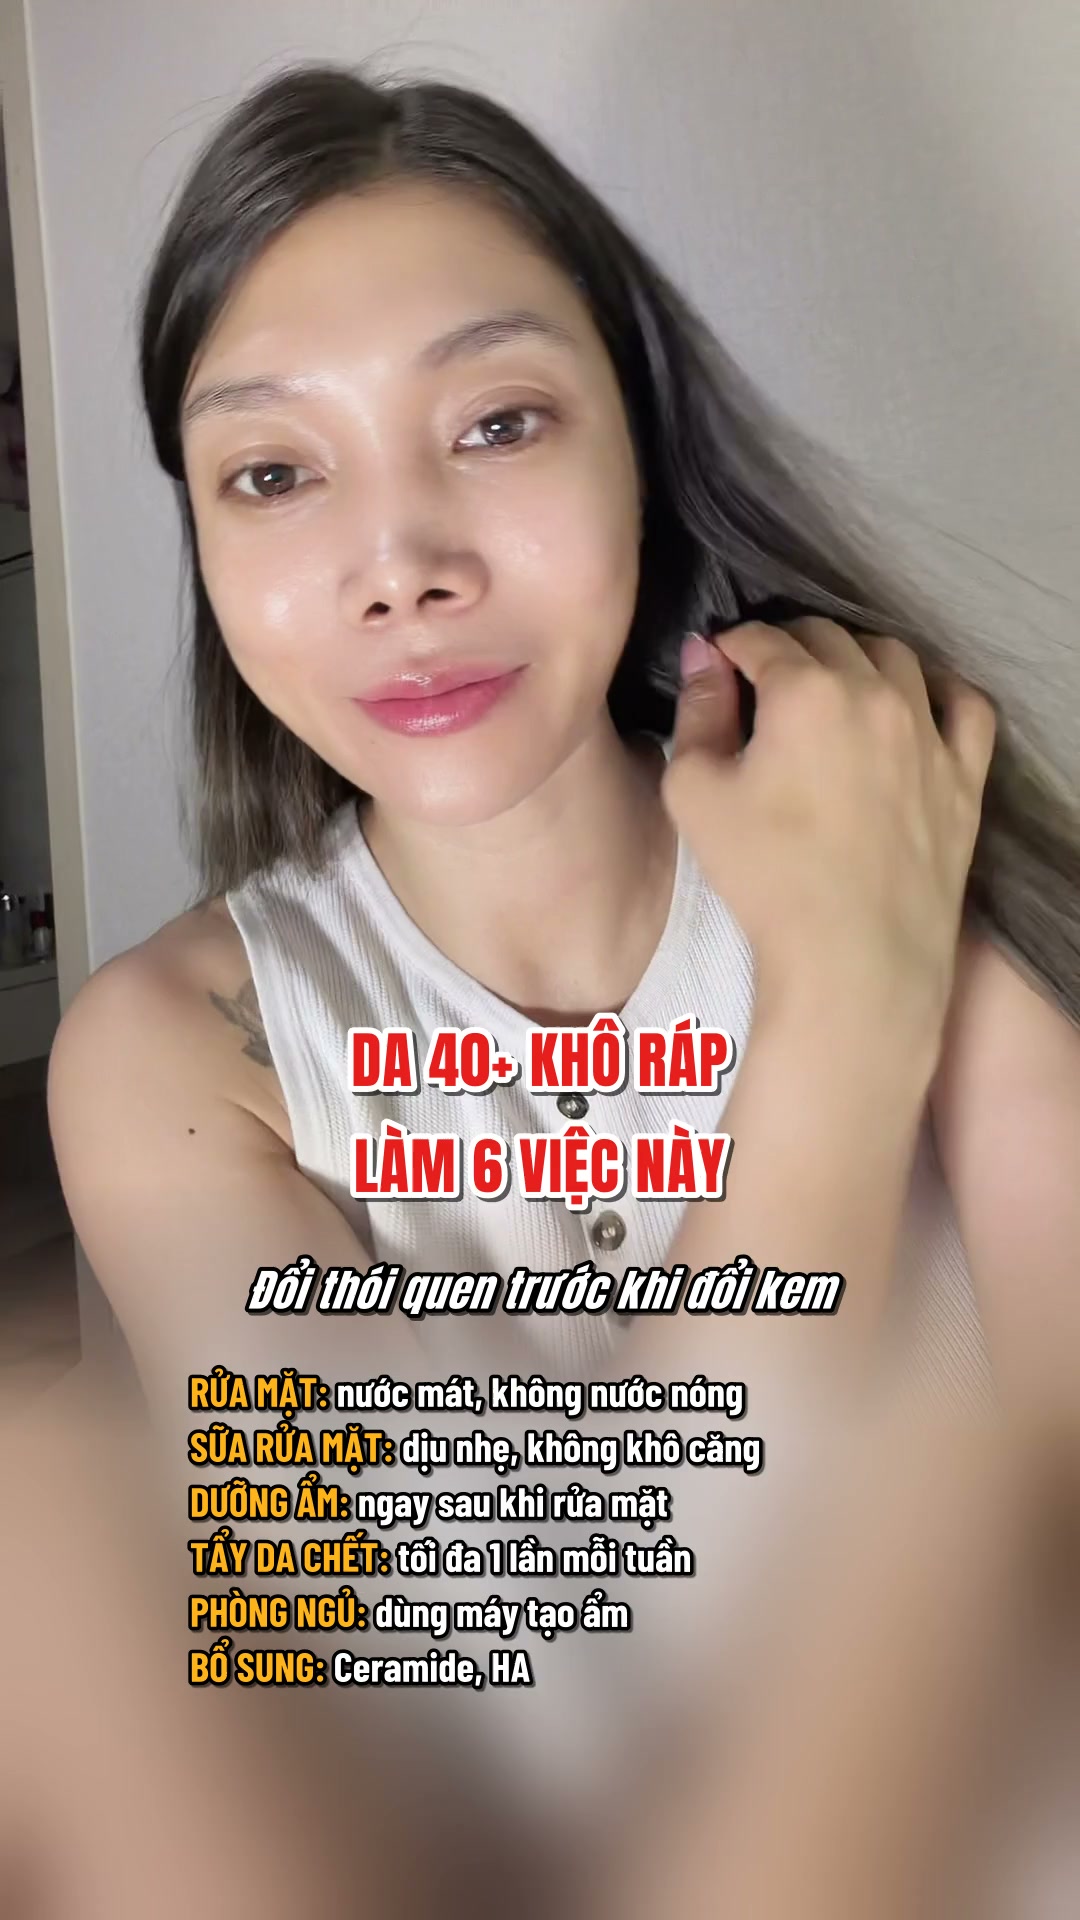 DA 40+ KHÔ RÁP
LÀM 6 VIỆC NÀY
Đổi thói quen trước khi đổi kem
RỬA MẶT: nước mát, không nước nóng
SỮA RỬA MẶT: dịu nhẹ, không khô căng
DƯỠNG ẨM: ngay sau khi rửa mặt
TẨY DA CHẾT: tối đa 1 lần mỗi tuần
PHÒNG NGỦ: dùng máy tạo ẩm
BỔ SUNG: Ceramide, HA